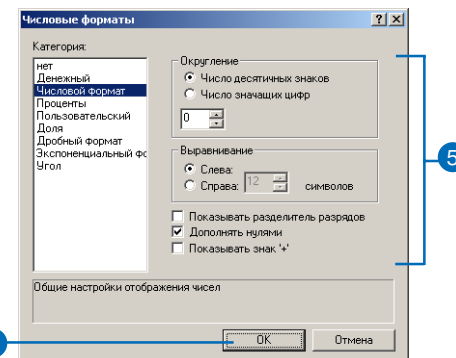 Числовые форматы
Категория:
нет
Денежный
Числовой формат
Проценты
Пользовательский
Доля
Дробный формат
Экспоненциальный фо
Угол
Округление
Число десятичных знаков
Число значащих цифр
0
Выравнивание
Слева:
Справа: 12 символов
Показывать разделитель разрядов
Дополнять нулями
Показывать знак '+'
Общие настройки отображения чисел
OK
Отмена
5